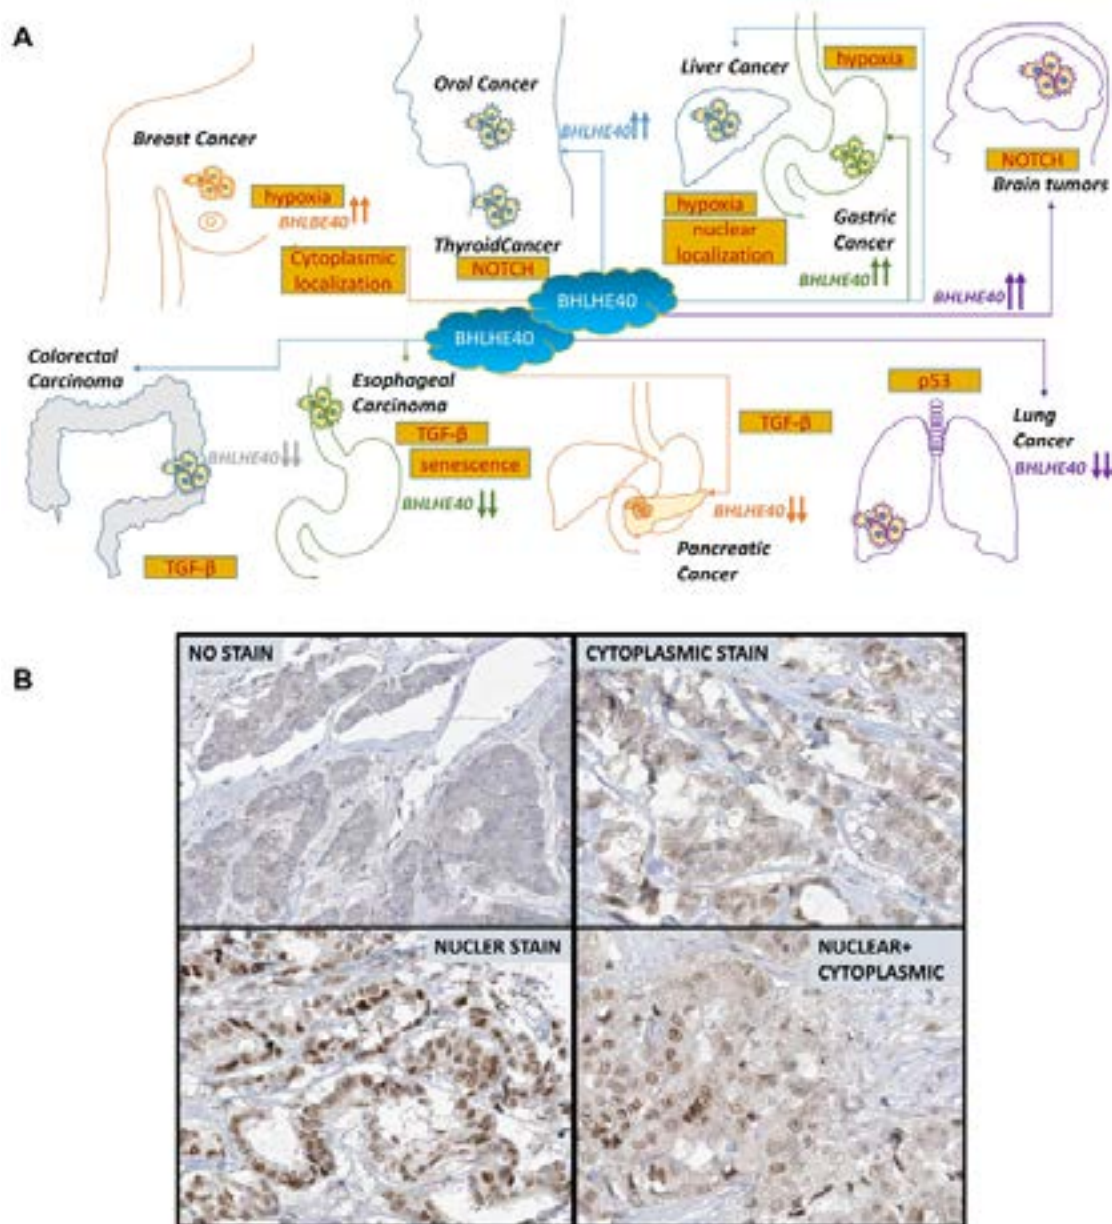 A
Breast Cancer
hypoxia
BHLBE40
Cytoplasmic
localization
Oral Cancer
BHLHE40
ThyroidCancer
NOTCH
Liver Cancer
hypoxia
nuclear
localization
hypoxia
Gastric
Cancer
BHLHE40
NOTCH
Brain tumors
BHLHE40
BHLHE40
BHLHE40
Colorectal
Carcinoma
BHLHE40
TGF-β
Esophageal
Carcinoma
TGF-β
senescence
BHLHE40
TGF-β
BHLHE40
Pancreatic
Cancer
p53
Lung
Cancer
BHLHE40
B
NO STAIN
CYTOPLASMIC STAIN
NUCLER STAIN
NUCLEAR+
CYTOPLASMIC